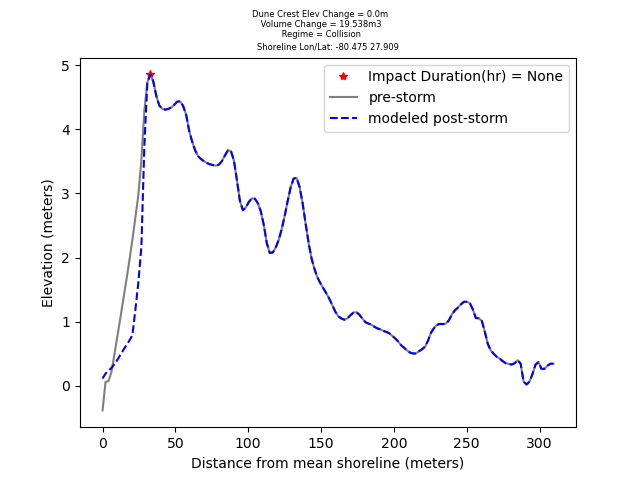 Dune Crest Elev Change = 0.0m
Volume Change = 19.538m3
Regime = Collision
Shoreline Lon/Lat: -80.475 27.909
Impact Duration(hr) = None
pre-storm
modeled post-storm
Elevation (meters)
5
4
3
2
1
0
0 50 100 150 200 250 300
Distance from mean shoreline (meters)